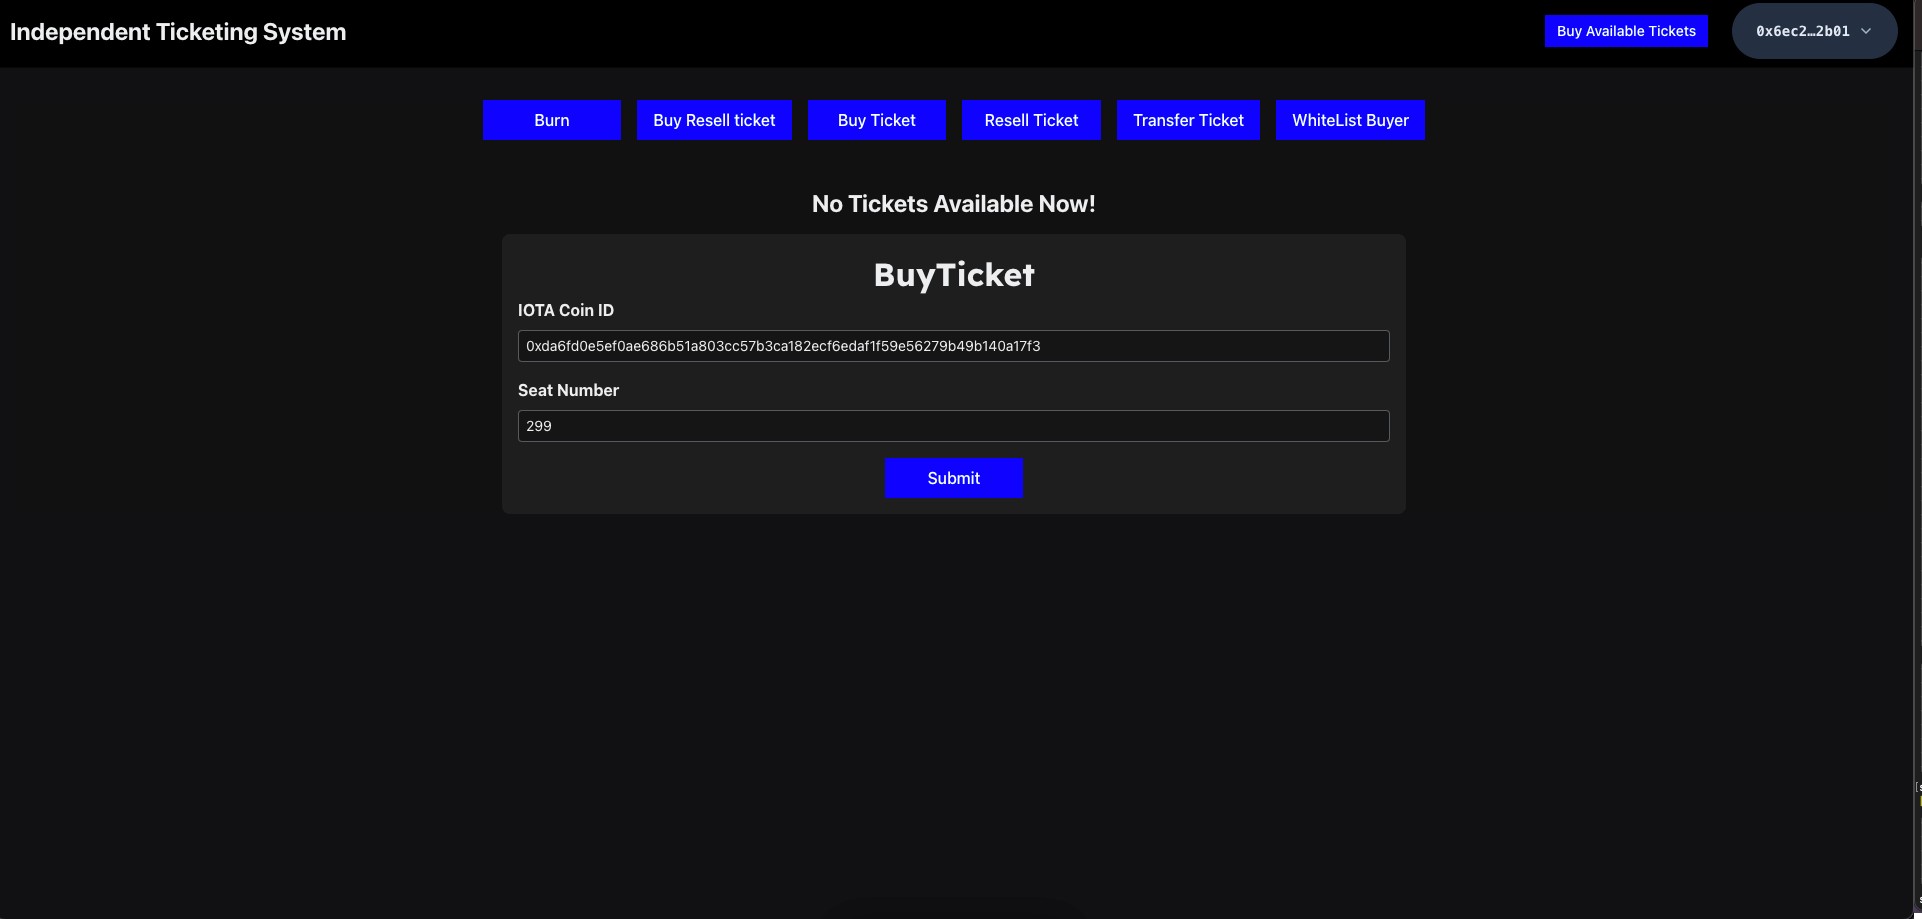 Independent Ticketing System
Buy Available Tickets
0x6ec2…2b01
Burn
Buy Resell ticket
Buy Ticket
Resell Ticket
Transfer Ticket
WhiteList Buyer
No Tickets Available Now!
BuyTicket
IOTA Coin ID
0xda6fd0e5ef0ae686b51a803cc57b3ca182ecf6edaf1f59e56279b49b140a17f3
Seat Number
299
Submit